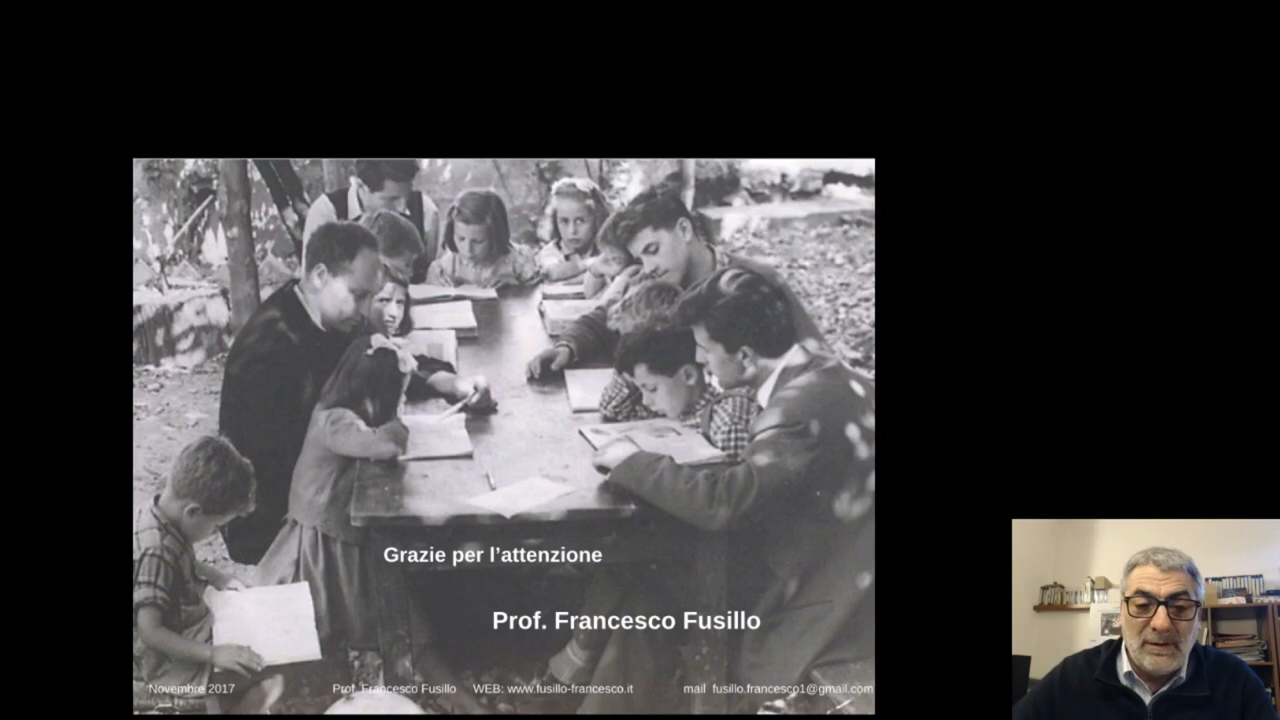 Grazie per l’attenzione
Prof. Francesco Fusillo
Novembre 2017 Prof. Francesco Fusillo WEB: www.fusillo-francesco.it mail fusillo.francesco1@gmail.com